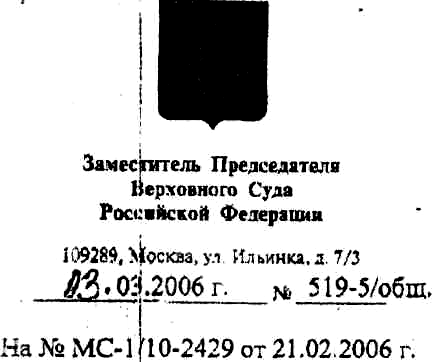 Заместитель Председателя
Верховного Суда
Российской Федерации
109289, Москва, ул. Ильинка, д. 7/3
03.2006 г. № 519-5/общ.
На № МС-1/10-2429 от 21.02.2006 г.